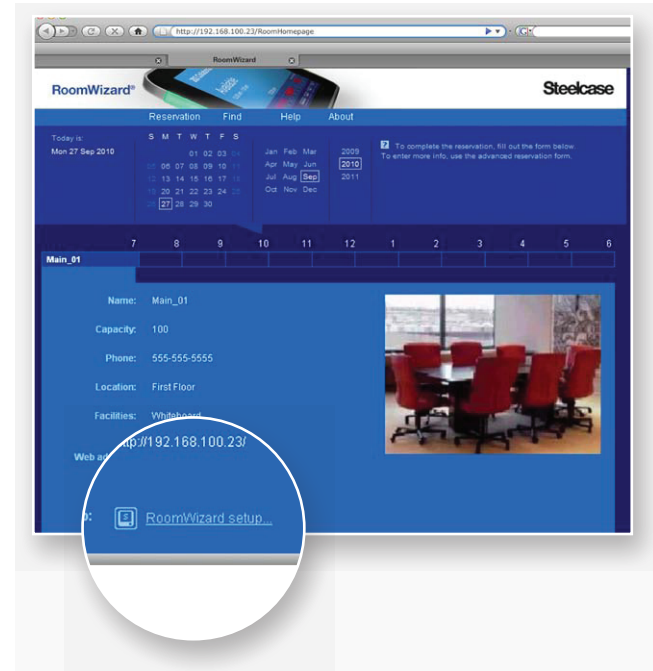 http://192.168.100.23/RoomHomepage
RoomWizard
RoomWizard® Steelcase
Reservation Find Help About
Today is:
Mon 27 Sep 2010
S M T W T F S
01 02 03 04
05 06 07 08 09 10 11
12 13 14 15 16 17 18
19 20 21 22 23 24 25
26 27 28 29 30
Jan Feb Mar
Apr May Jun
Jul Aug Sep
Oct Nov Dec
2009
2010
2011
? To complete the reservation, fill out the form below.
To enter more info, use the advanced reservation form.
7 8 9 10 11 12 1 2 3 4 5 6
Main_01
Name: Main_01
Capacity: 100
Phone: 555-555-5555
Location: First Floor
Facilities: Whiteboard
Web ad
tp://192.168.100.23/
RoomWizard setup...